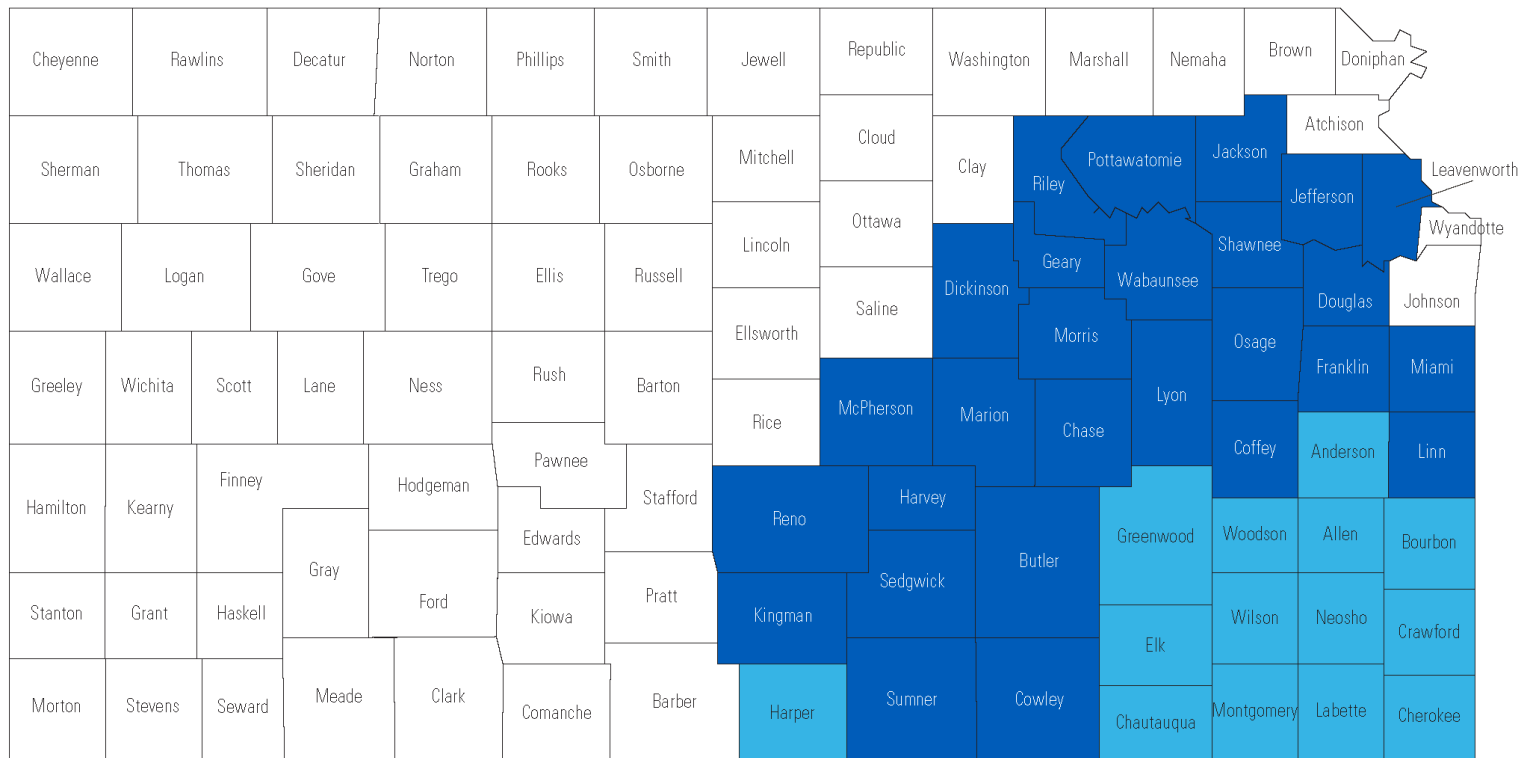 Cheyenne
Rawlins
Decatur
Norton
Phillips
Smith
Jewell
Republic
Washington
Marshall
Nemaha
Brown
Doniphan
Sherman
Thomas
Sheridan
Graham
Rooks
Osborne
Mitchell
Cloud
Clay
Riley
Pottawatomie
Jackson
Atchison
Jefferson
Leavenworth
Wyandotte
Wallace
Logan
Gove
Trego
Ellis
Russell
Lincoln
Ottawa
Saline
Dickinson
Geary
Wabaunsee
Shawnee
Douglas
Johnson
Ellsworth
Morris
Osage
Greeley
Wichita
Scott
Lane
Ness
Rush
Barton
Rice
McPherson
Marion
Chase
Lyon
Franklin
Miami
Coffey
Anderson
Linn
Hamilton
Kearny
Finney
Hodgeman
Pawnee
Stafford
Reno
Harvey
Butler
Greenwood
Woodson
Allen
Bourbon
Gray
Ford
Edwards
Stanton
Grant
Haskell
Kiowa
Pratt
Kingman
Sedgwick
Elk
Wilson
Neosho
Crawford
Morton
Stevens
Seward
Meade
Clark
Comanche
Barber
Harper
Sumner
Cowley
Chautauqua
Montgomery
Labette
Cherokee